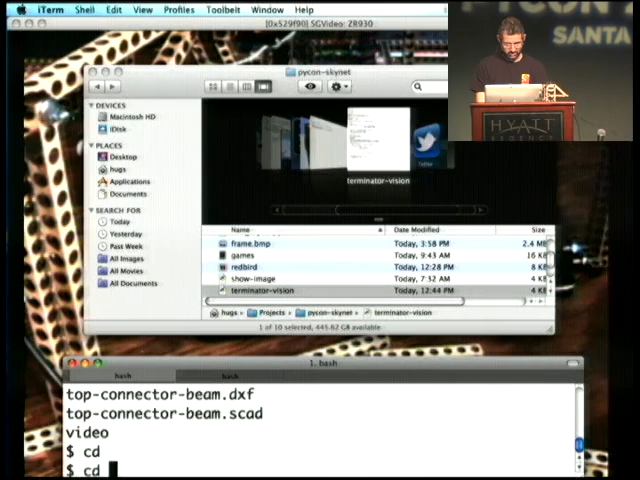 iTerm Shell Edit View Profiles Toolbelt Window Help
[0x529f90] SGVideo: ZR930
PYCON 2
SANTA
HYATT
REGENCY
pycon-skynet
DEVICES
Macintosh HD
iDisk
PLACES
Desktop
hugs
Applications
Documents
SEARCH FOR
Today
Yesterday
Past Week
All Images
All Movies
All Documents
terminator-vision
Name Date Modified Size
frame.bmp Today, 3:58 PM 2.4 MB
games Today, 9:43 AM 16 K
redbird Today, 12:28 PM 8 K
show-image Today, 7:32 AM 4 K
terminator-vision Today, 12:44 PM 4 K
hugs Projects pycon-skynet terminator-vision
1 of 10 selected, 445.62 GB available
1. bash
bash bash
top-connector-beam.dxf
top-connector-beam.scad
video
$ cd
$ cd